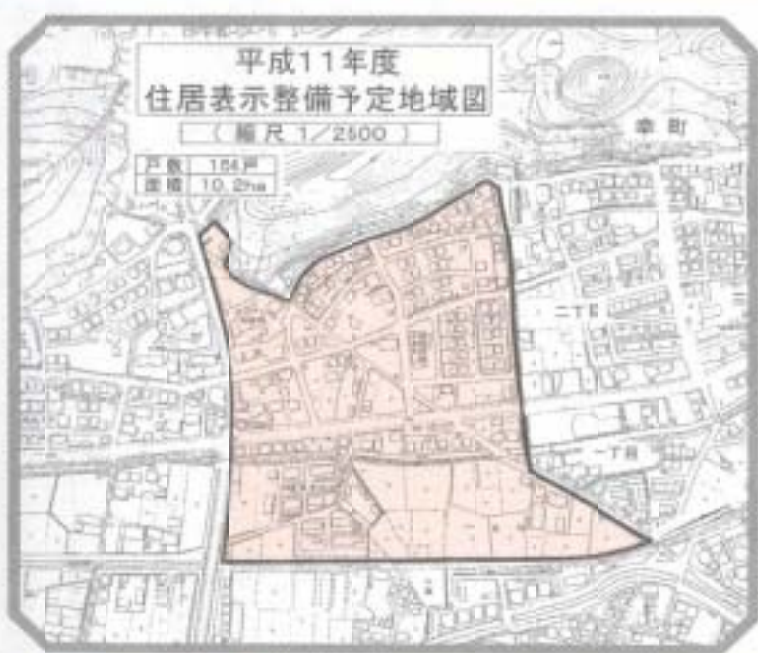 平成11年度
住居表示整備予定地域図
(縮尺 1/2500)
戸数 184戸
面積 10.2ha
幸町
二丁目
一丁目